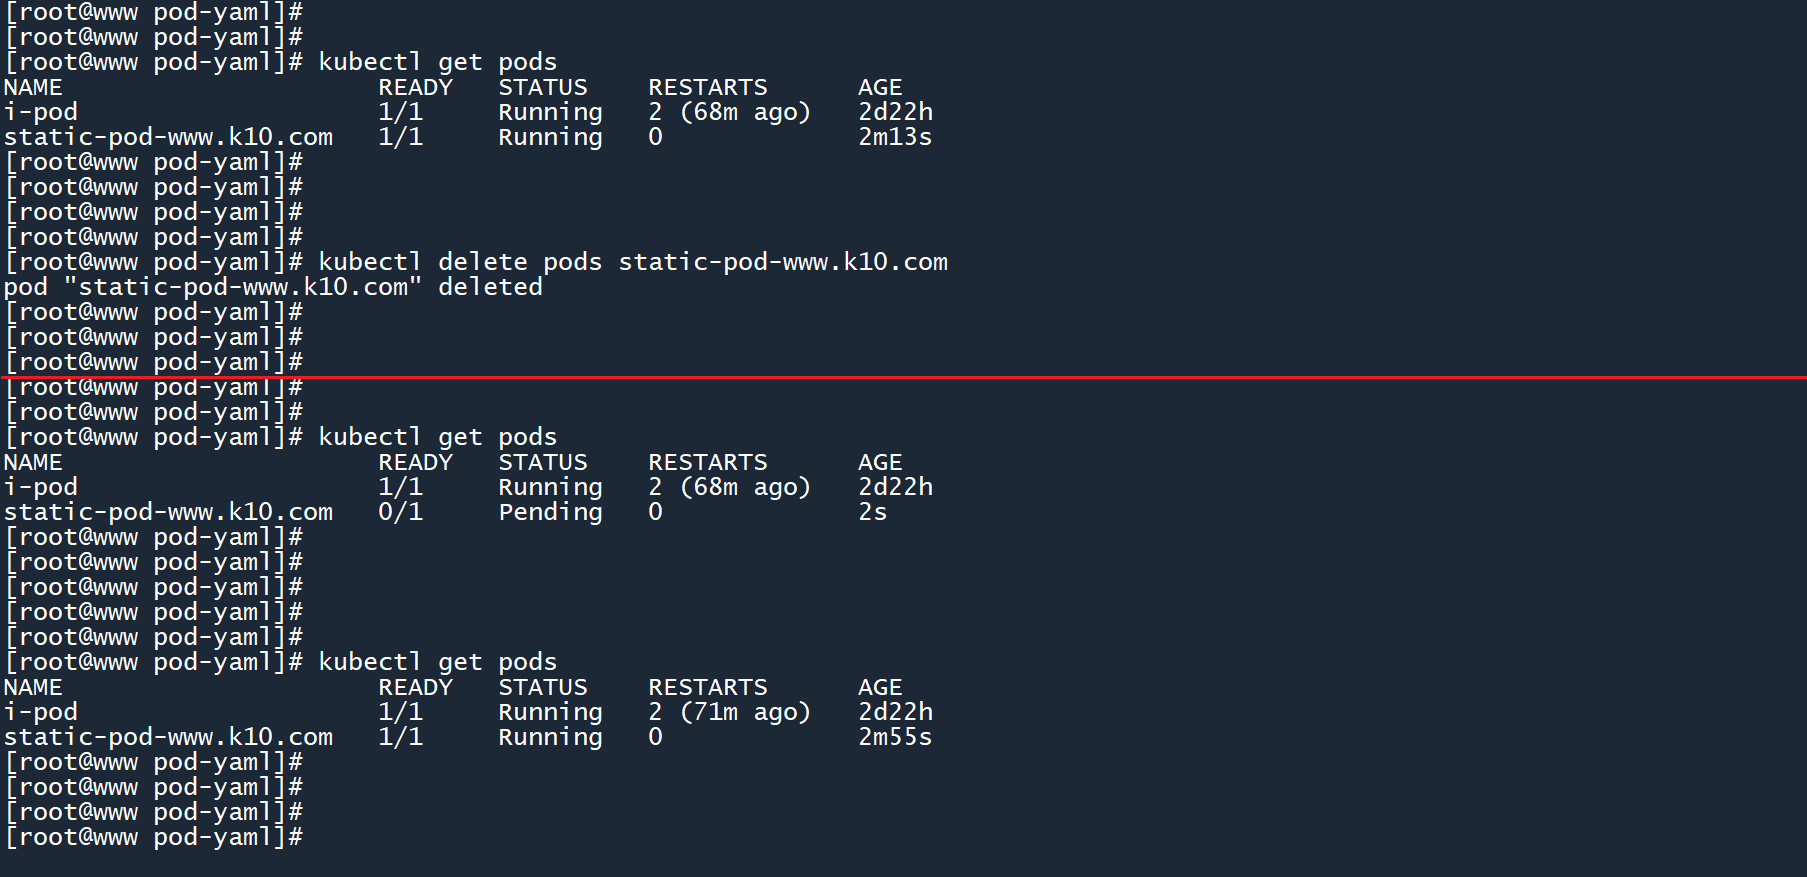 [root@www pod-yaml]#
[root@www pod-yaml]#
[root@www pod-yaml]# kubectl get pods
NAME                     READY   STATUS    RESTARTS      AGE
i-pod                    1/1     Running   2 (68m ago)   2d22h
static-pod-www.k10.com   1/1     Running   0             2m13s
[root@www pod-yaml]#
[root@www pod-yaml]#
[root@www pod-yaml]#
[root@www pod-yaml]#
[root@www pod-yaml]# kubectl delete pods static-pod-www.k10.com
pod "static-pod-www.k10.com" deleted
[root@www pod-yaml]#
[root@www pod-yaml]#
[root@www pod-yaml]#
[root@www pod-yaml]#
[root@www pod-yaml]#
[root@www pod-yaml]# kubectl get pods
NAME                     READY   STATUS    RESTARTS      AGE
i-pod                    1/1     Running   2 (68m ago)   2d22h
static-pod-www.k10.com   0/1     Pending   0             2s
[root@www pod-yaml]#
[root@www pod-yaml]#
[root@www pod-yaml]#
[root@www pod-yaml]#
[root@www pod-yaml]#
[root@www pod-yaml]# kubectl get pods
NAME                     READY   STATUS    RESTARTS      AGE
i-pod                    1/1     Running   2 (71m ago)   2d22h
static-pod-www.k10.com   1/1     Running   0             2m55s
[root@www pod-yaml]#
[root@www pod-yaml]#
[root@www pod-yaml]#
[root@www pod-yaml]#